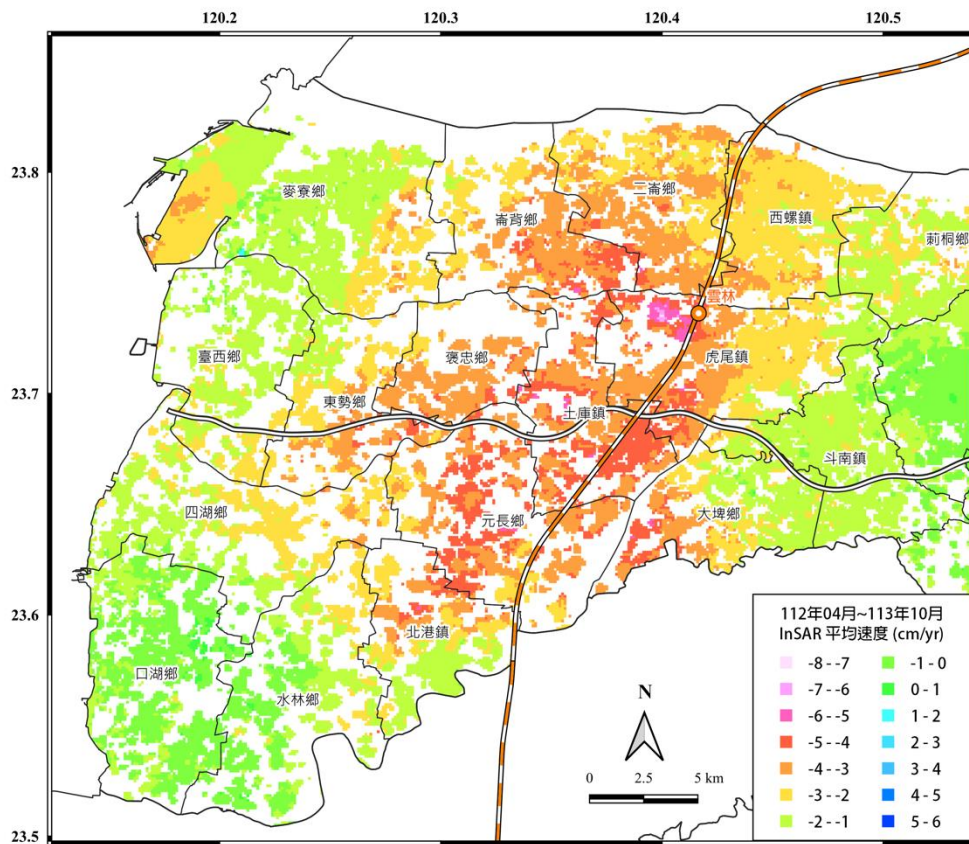 120.2 120.3 120.4 120.5
23.8
23.7
23.6
23.5
麥寮鄉
崙背鄉
二崙鄉
西螺鎮
莿桐鄉
雲林
臺西鄉
褒忠鄉
虎尾鎮
東勢鄉
土庫鎮
斗南鎮
四湖鄉
元長鄉
大埤鄉
北港鎮
口湖鄉
水林鄉
N
0 2.5 5 km
112年04月~113年10月
InSAR 平均速度 (cm/yr)
-8 - -7 -1 - 0
-7 - -6 0 - 1
-6 - -5 1 - 2
-5 - -4 2 - 3
-4 - -3 3 - 4
-3 - -2 4 - 5
-2 - -1 5 - 6